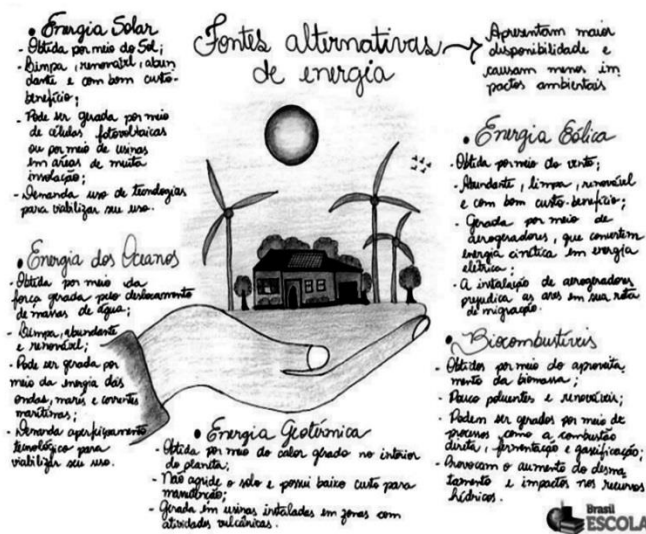 Fontes alternativas
de energia
Apresentam maior
disponibilidade e
causam menos im
pactos ambientais
• Energia Solar
- Obtida por meio do Sol;
- Limpa, renovável, abun
dante e com bom custo-
benefício;
- Pode ser gerada por meio
de células fotovoltaicas
ou por meio de usinas
em áreas de muita
insolação;
- Demanda uso de tecnologias
para viabilizar seu uso.
• Energia dos Oceanos
- Obtida por meio da
força gerada pelo deslocamento
de massas de água;
- Limpa, abundante
e renovável;
- Pode ser gerada por
meio da energia das
ondas, marés e correntes
marítimas;
- Demanda aperfeiçoamento
tecnológico para
viabilizar seu uso.
• Energia Geotérmica
- Obtida por meio do calor gerado no interior
do planeta;
- Não agride o solo e possui baixo custo para
manutenção;
- Gerada em usinas instaladas em zonas com
atividades vulcânicas.
• Energia Eólica
- Obtida por meio do vento;
- Abundante, limpa, renovável
e com bom custo-benefício;
- Gerada por meio de
aerogeradores, que convertem
energia cinética em energia
elétrica;
- A instalação de aerogeradores
prejudica as aves em sua rota
de migração.
• Biocombustíveis
- Obtidos por meio do aproveita
mento da biomassa;
- Pouco poluentes e renováveis;
- Podem ser gerados por meio de
processos como a combustão
direta, fermentação e gaseificação;
- Provocam o aumento do desma
tamento e impactos nos recursos
hídricos.
Brasil
ESCOLA